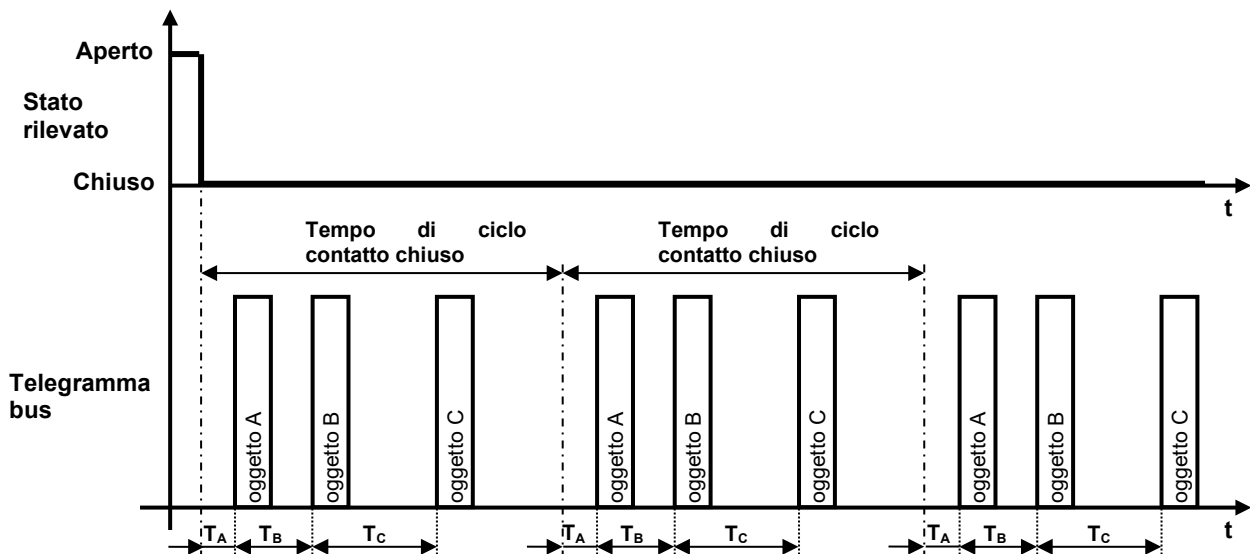 Aperto
Stato
rilevato
Chiuso
t
Tempo di ciclo
contatto chiuso
Tempo di ciclo
contatto chiuso
Telegramma
bus
oggetto A
oggetto B
oggetto C
oggetto A
oggetto B
oggetto C
oggetto A
oggetto B
oggetto C
t
TA TB TC TA TB TC TA TB TC